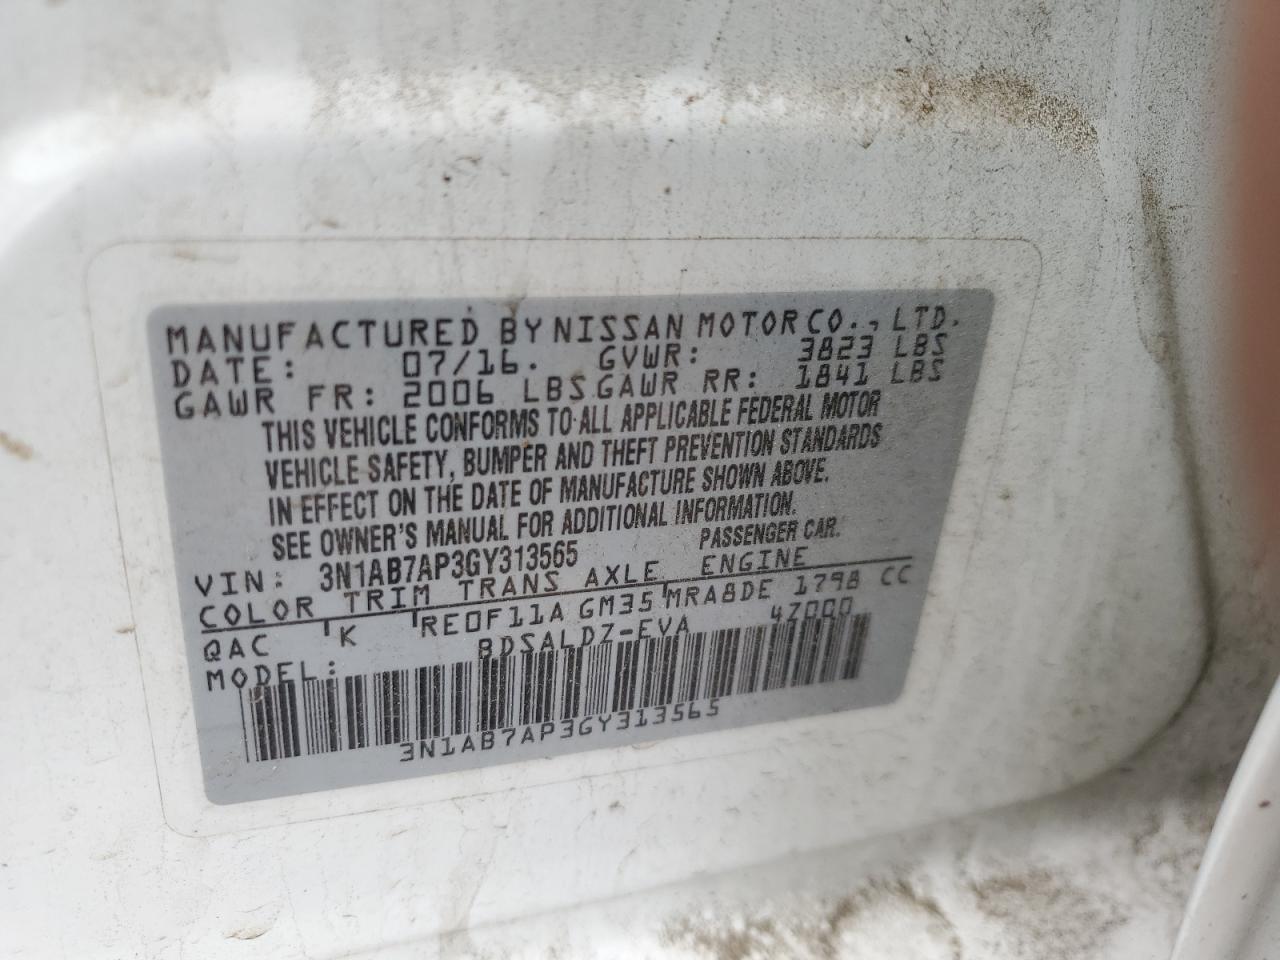 MANUFACTURED BY NISSAN MOTOR CO., LTD.
DATE: 07/16. GVWR: 3823 LBS
GAWR FR: 2006 LBS GAWR RR: 1841 LBS
THIS VEHICLE CONFORMS TO ALL APPLICABLE FEDERAL MOTOR
VEHICLE SAFETY, BUMPER AND THEFT PREVENTION STANDARDS
IN EFFECT ON THE DATE OF MANUFACTURE SHOWN ABOVE.
SEE OWNER'S MANUAL FOR ADDITIONAL INFORMATION.
VIN: 3N1AB7AP3GY313565 PASSENGER CAR.
COLOR TRIM TRANS AXLE ENGINE
QAC K RE0F11A GM35 MRA8DE 1798 CC
MODEL: BDSALDZ-EVA 4Z000
3N1AB7AP3GY313565